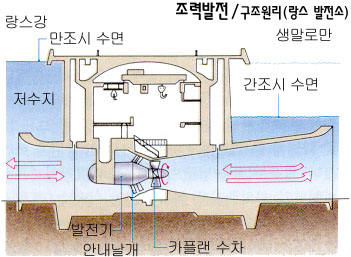 조력발전/구조원리(랑스 발전소)
랑스강
생말로만
만조시 수면
간조시 수면
저수지
발전기
안내날개
카플랜 수차